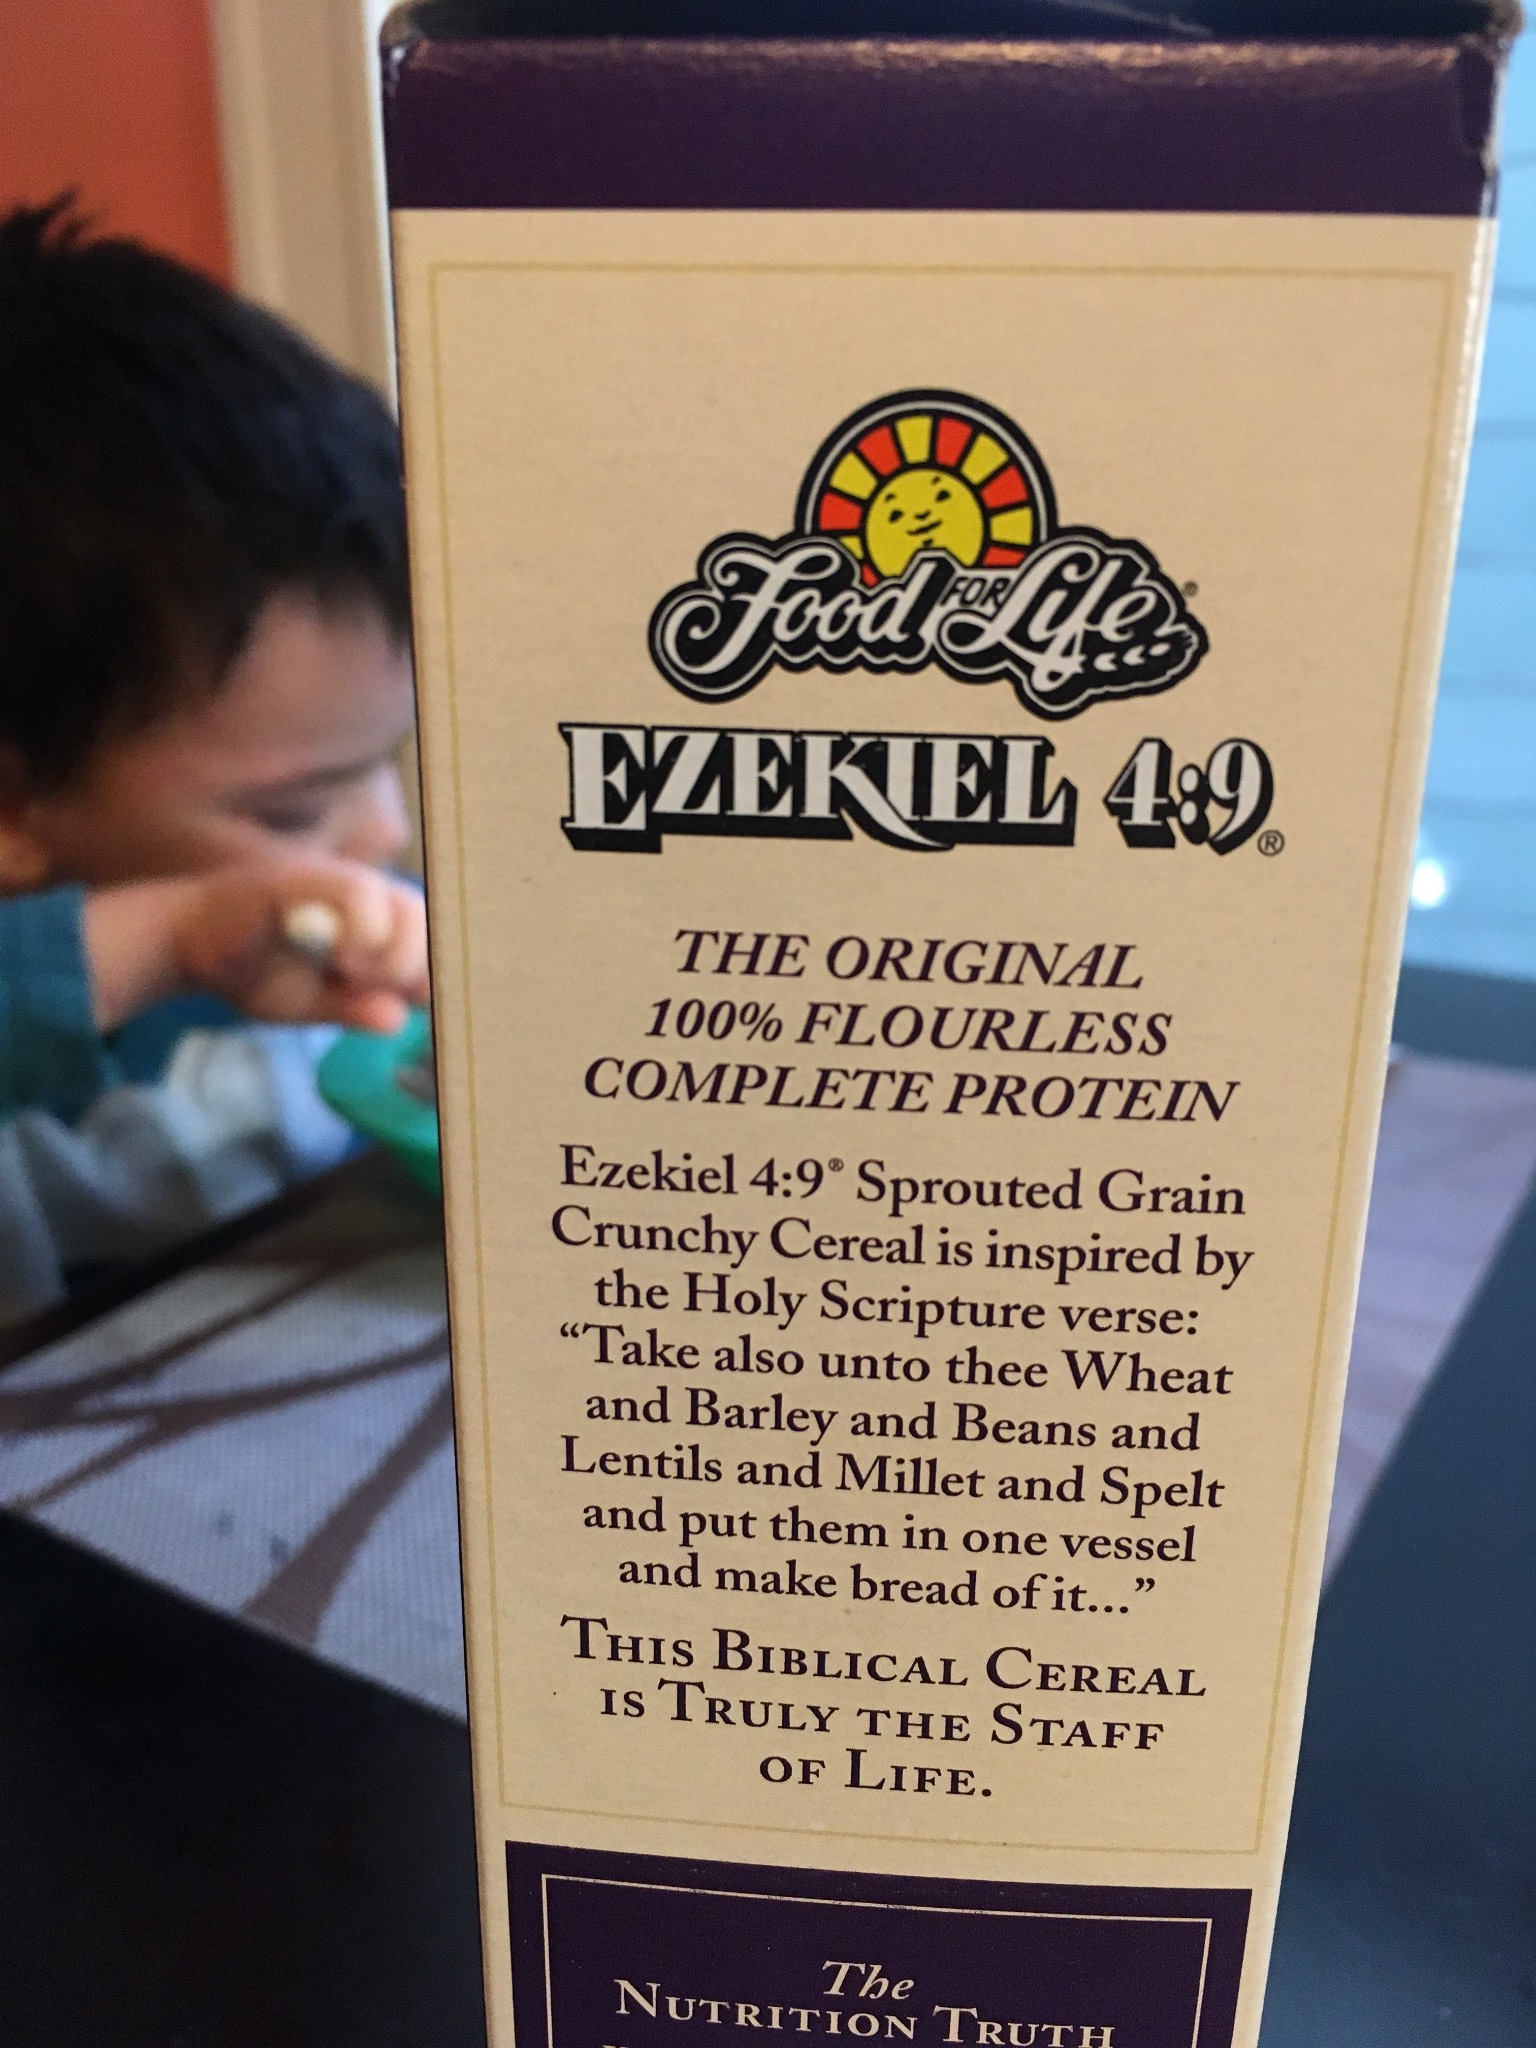 Food FOR Life®
EZEKIEL 4:9®
THE ORIGINAL
100% FLOURLESS
COMPLETE PROTEIN
Ezekiel 4:9® Sprouted Grain
Crunchy Cereal is inspired by
the Holy Scripture verse:
“Take also unto thee Wheat
and Barley and Beans and
Lentils and Millet and Spelt
and put them in one vessel
and make bread of it...”
THIS BIBLICAL CEREAL
IS TRULY THE STAFF
OF LIFE.
The
NUTRITION TRUTH